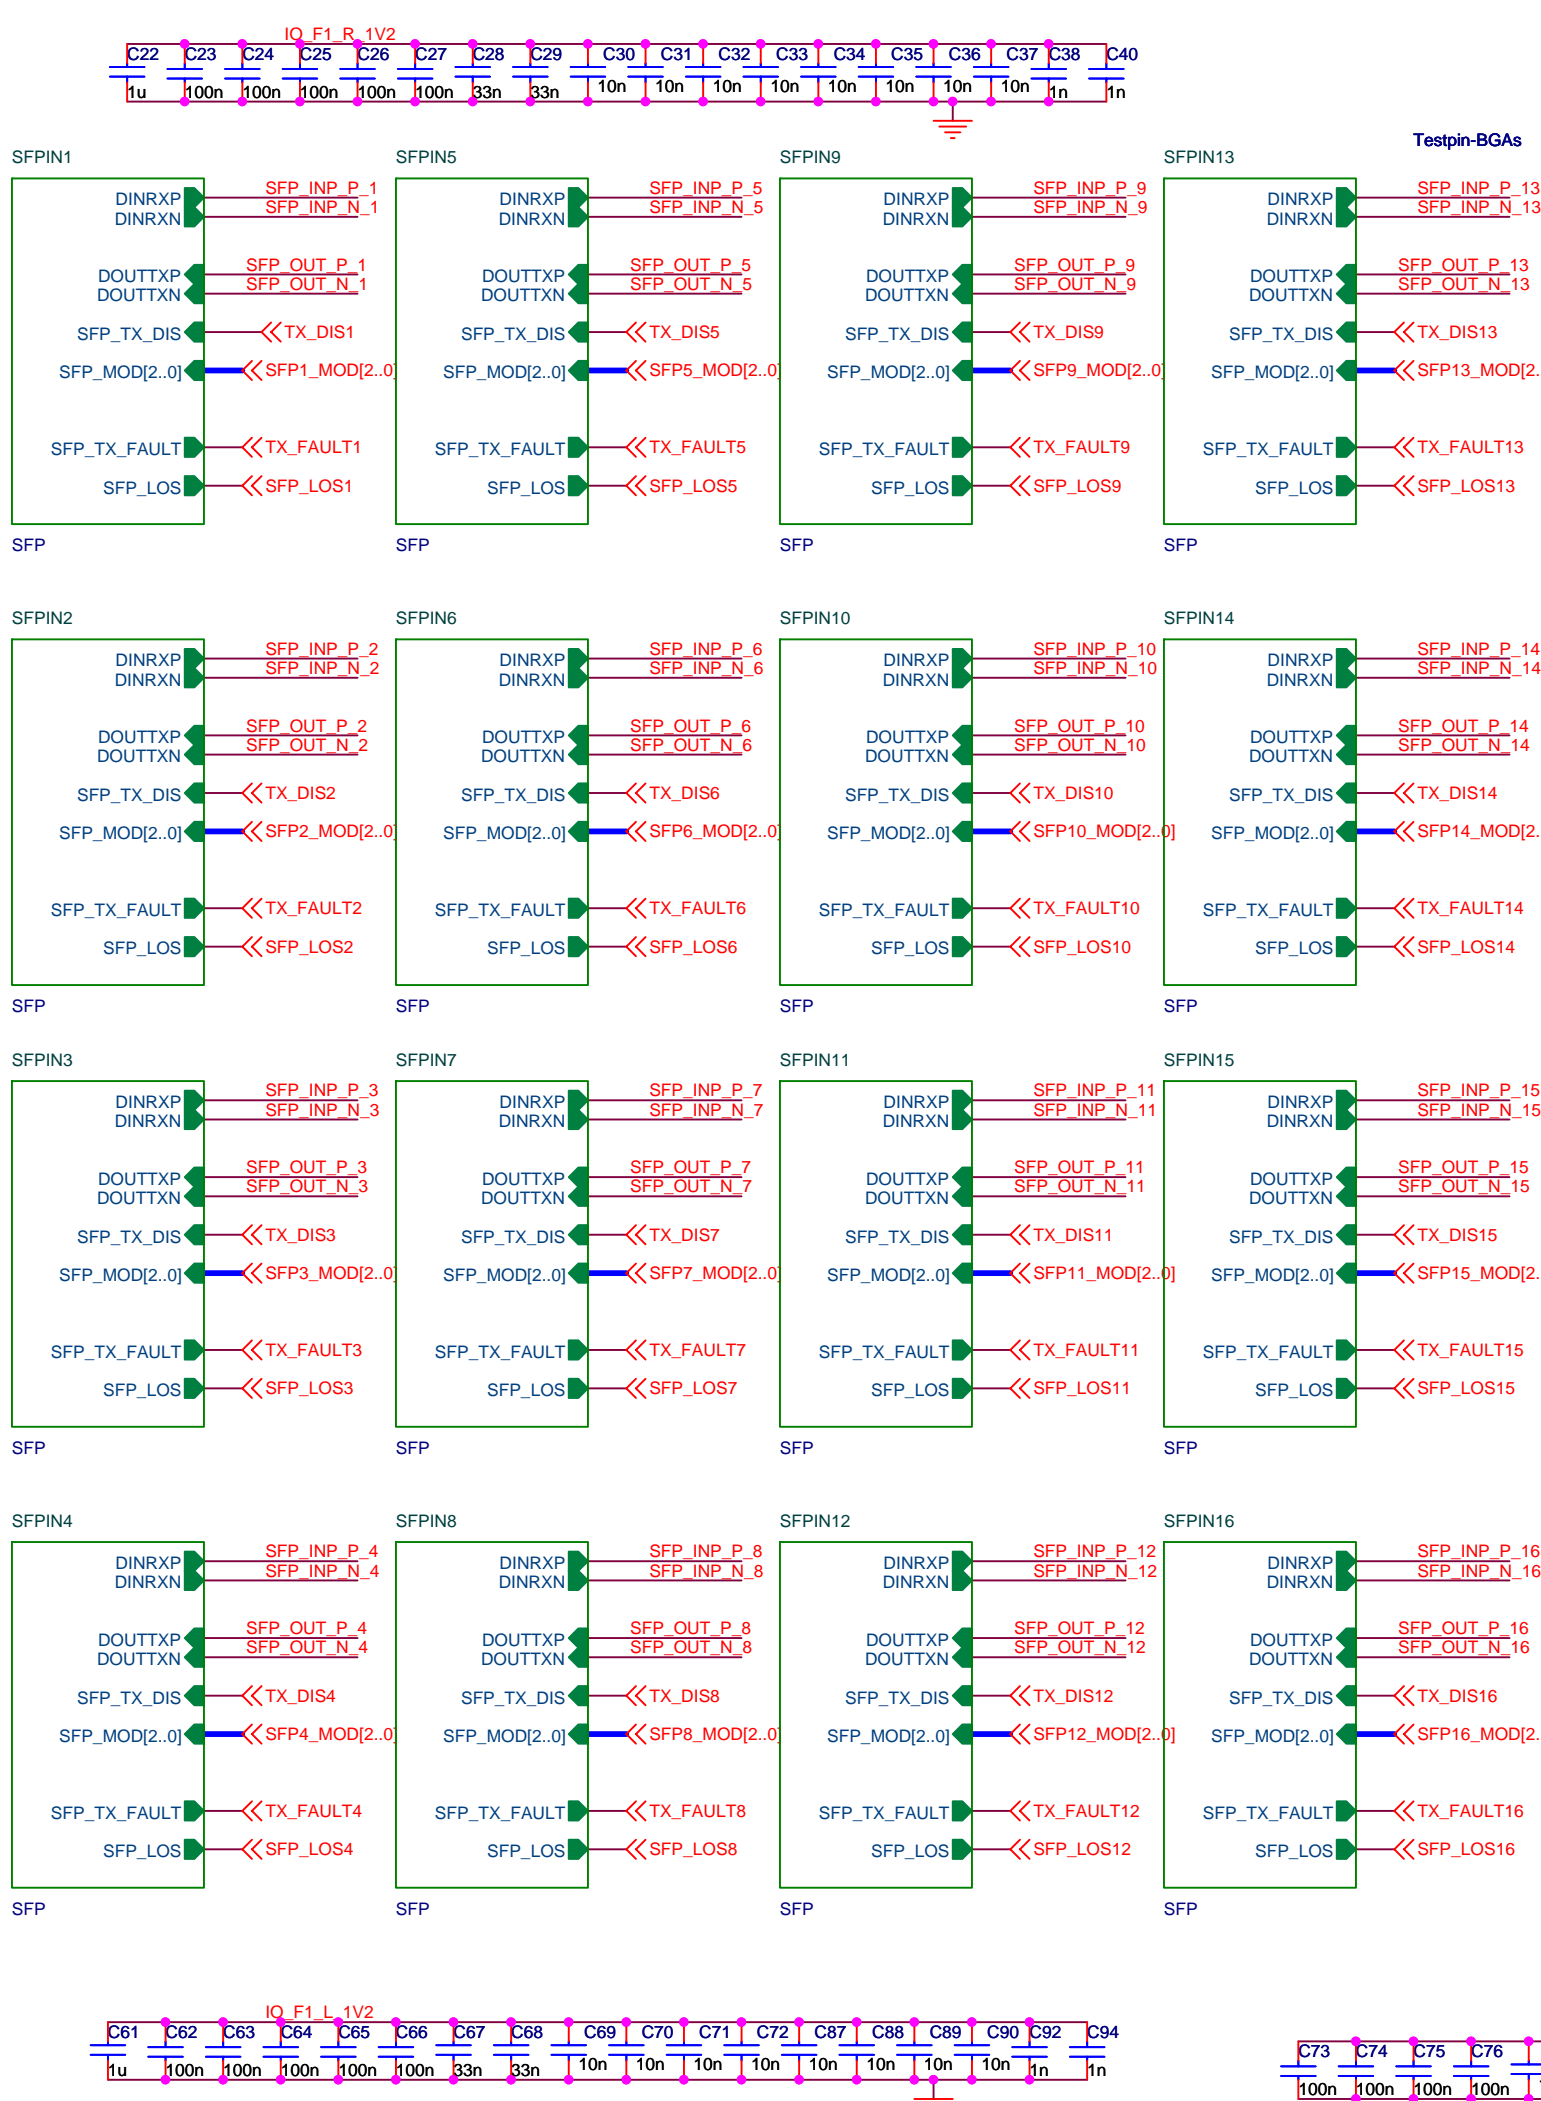 IO_F1_R_1V2
C22 C23 C24 C25 C26 C27 C28 C29 C30 C31 C32 C33 C34 C35 C36 C37 C38 C40
1u 100n 100n 100n 100n 100n 33n 33n 10n 10n 10n 10n 10n 10n 10n 10n 1n 1n
Testpin-BGAs
SFPIN1 SFPIN5 SFPIN9 SFPIN13
DINRXP SFP_INP_P_1 DINRXP SFP_INP_P_5 DINRXP SFP_INP_P_9 DINRXP SFP_INP_P_13
DINRXN SFP_INP_N_1 DINRXN SFP_INP_N_5 DINRXN SFP_INP_N_9 DINRXN SFP_INP_N_13
DOUTTXP SFP_OUT_P_1 DOUTTXP SFP_OUT_P_5 DOUTTXP SFP_OUT_P_9 DOUTTXP SFP_OUT_P_13
DOUTTXN SFP_OUT_N_1 DOUTTXN SFP_OUT_N_5 DOUTTXN SFP_OUT_N_9 DOUTTXN SFP_OUT_N_13
SFP_TX_DIS TX_DIS1 SFP_TX_DIS TX_DIS5 SFP_TX_DIS TX_DIS9 SFP_TX_DIS TX_DIS13
SFP_MOD[2..0] SFP1_MOD[2..0] SFP_MOD[2..0] SFP5_MOD[2..0] SFP_MOD[2..0] SFP9_MOD[2..0] SFP_MOD[2..0] SFP13_MOD[2.
SFP_TX_FAULT TX_FAULT1 SFP_TX_FAULT TX_FAULT5 SFP_TX_FAULT TX_FAULT9 SFP_TX_FAULT TX_FAULT13
SFP_LOS SFP_LOS1 SFP_LOS SFP_LOS5 SFP_LOS SFP_LOS9 SFP_LOS SFP_LOS13
SFP SFP SFP SFP
SFPIN2 SFPIN6 SFPIN10 SFPIN14
DINRXP SFP_INP_P_2 DINRXP SFP_INP_P_6 DINRXP SFP_INP_P_10 DINRXP SFP_INP_P_14
DINRXN SFP_INP_N_2 DINRXN SFP_INP_N_6 DINRXN SFP_INP_N_10 DINRXN SFP_INP_N_14
DOUTTXP SFP_OUT_P_2 DOUTTXP SFP_OUT_P_6 DOUTTXP SFP_OUT_P_10 DOUTTXP SFP_OUT_P_14
DOUTTXN SFP_OUT_N_2 DOUTTXN SFP_OUT_N_6 DOUTTXN SFP_OUT_N_10 DOUTTXN SFP_OUT_N_14
SFP_TX_DIS TX_DIS2 SFP_TX_DIS TX_DIS6 SFP_TX_DIS TX_DIS10 SFP_TX_DIS TX_DIS14
SFP_MOD[2..0] SFP2_MOD[2..0] SFP_MOD[2..0] SFP6_MOD[2..0] SFP_MOD[2..0] SFP10_MOD[2..0] SFP_MOD[2..0] SFP14_MOD[2.
SFP_TX_FAULT TX_FAULT2 SFP_TX_FAULT TX_FAULT6 SFP_TX_FAULT TX_FAULT10 SFP_TX_FAULT TX_FAULT14
SFP_LOS SFP_LOS2 SFP_LOS SFP_LOS6 SFP_LOS SFP_LOS10 SFP_LOS SFP_LOS14
SFP SFP SFP SFP
SFPIN3 SFPIN7 SFPIN11 SFPIN15
DINRXP SFP_INP_P_3 DINRXP SFP_INP_P_7 DINRXP SFP_INP_P_11 DINRXP SFP_INP_P_15
DINRXN SFP_INP_N_3 DINRXN SFP_INP_N_7 DINRXN SFP_INP_N_11 DINRXN SFP_INP_N_15
DOUTTXP SFP_OUT_P_3 DOUTTXP SFP_OUT_P_7 DOUTTXP SFP_OUT_P_11 DOUTTXP SFP_OUT_P_15
DOUTTXN SFP_OUT_N_3 DOUTTXN SFP_OUT_N_7 DOUTTXN SFP_OUT_N_11 DOUTTXN SFP_OUT_N_15
SFP_TX_DIS TX_DIS3 SFP_TX_DIS TX_DIS7 SFP_TX_DIS TX_DIS11 SFP_TX_DIS TX_DIS15
SFP_MOD[2..0] SFP3_MOD[2..0] SFP_MOD[2..0] SFP7_MOD[2..0] SFP_MOD[2..0] SFP11_MOD[2..0] SFP_MOD[2..0] SFP15_MOD[2.
SFP_TX_FAULT TX_FAULT3 SFP_TX_FAULT TX_FAULT7 SFP_TX_FAULT TX_FAULT11 SFP_TX_FAULT TX_FAULT15
SFP_LOS SFP_LOS3 SFP_LOS SFP_LOS7 SFP_LOS SFP_LOS11 SFP_LOS SFP_LOS15
SFP SFP SFP SFP
SFPIN4 SFPIN8 SFPIN12 SFPIN16
DINRXP SFP_INP_P_4 DINRXP SFP_INP_P_8 DINRXP SFP_INP_P_12 DINRXP SFP_INP_P_16
DINRXN SFP_INP_N_4 DINRXN SFP_INP_N_8 DINRXN SFP_INP_N_12 DINRXN SFP_INP_N_16
DOUTTXP SFP_OUT_P_4 DOUTTXP SFP_OUT_P_8 DOUTTXP SFP_OUT_P_12 DOUTTXP SFP_OUT_P_16
DOUTTXN SFP_OUT_N_4 DOUTTXN SFP_OUT_N_8 DOUTTXN SFP_OUT_N_12 DOUTTXN SFP_OUT_N_16
SFP_TX_DIS TX_DIS4 SFP_TX_DIS TX_DIS8 SFP_TX_DIS TX_DIS12 SFP_TX_DIS TX_DIS16
SFP_MOD[2..0] SFP4_MOD[2..0] SFP_MOD[2..0] SFP8_MOD[2..0] SFP_MOD[2..0] SFP12_MOD[2..0] SFP_MOD[2..0] SFP16_MOD[2.
SFP_TX_FAULT TX_FAULT4 SFP_TX_FAULT TX_FAULT8 SFP_TX_FAULT TX_FAULT12 SFP_TX_FAULT TX_FAULT16
SFP_LOS SFP_LOS4 SFP_LOS SFP_LOS8 SFP_LOS SFP_LOS12 SFP_LOS SFP_LOS16
SFP SFP SFP SFP
IO_F1_L_1V2
C61 C62 C63 C64 C65 C66 C67 C68 C69 C70 C71 C72 C87 C88 C89 C90 C92 C94
1u 100n 100n 100n 100n 100n 33n 33n 10n 10n 10n 10n 10n 10n 10n 10n 1n 1n
C73 C74 C75 C76
100n 100n 100n 100n